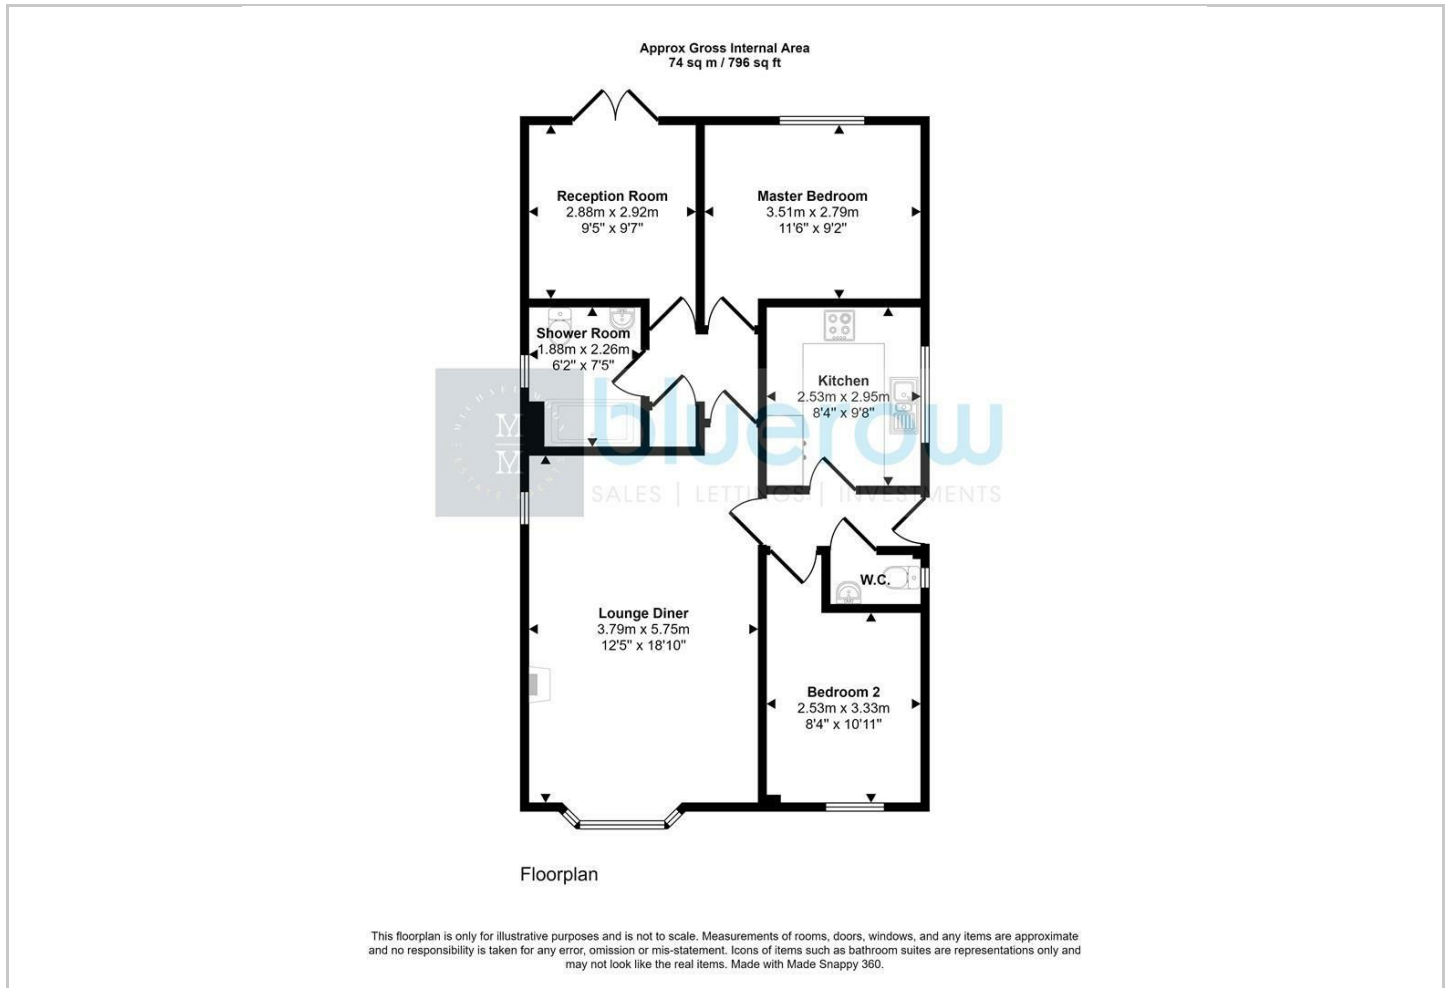 Approx Gross Internal Area
74 sq m / 796 sq ft
Reception Room
2.88m x 2.92m
9'5" x 9'7"
Master Bedroom
3.51m x 2.79m
11'6" x 9'2"
Shower Room
1.88m x 2.26m
6'2" x 7'5"
Kitchen
2.53m x 2.95m
8'4" x 9'8"
MICHAEL
M
M
ESTATE AGENT
bluerow
SALES | LETTINGS | INVESTMENTS
W.C.
Lounge Diner
3.79m x 5.75m
12'5" x 18'10"
Bedroom 2
2.53m x 3.33m
8'4" x 10'11"
Floorplan
This floorplan is only for illustrative purposes and is not to scale. Measurements of rooms, doors, windows, and any items are approximate
and no responsibility is taken for any error, omission or mis-statement. Icons of items such as bathroom suites are representations only and
may not look like the real items. Made with Made Snappy 360.